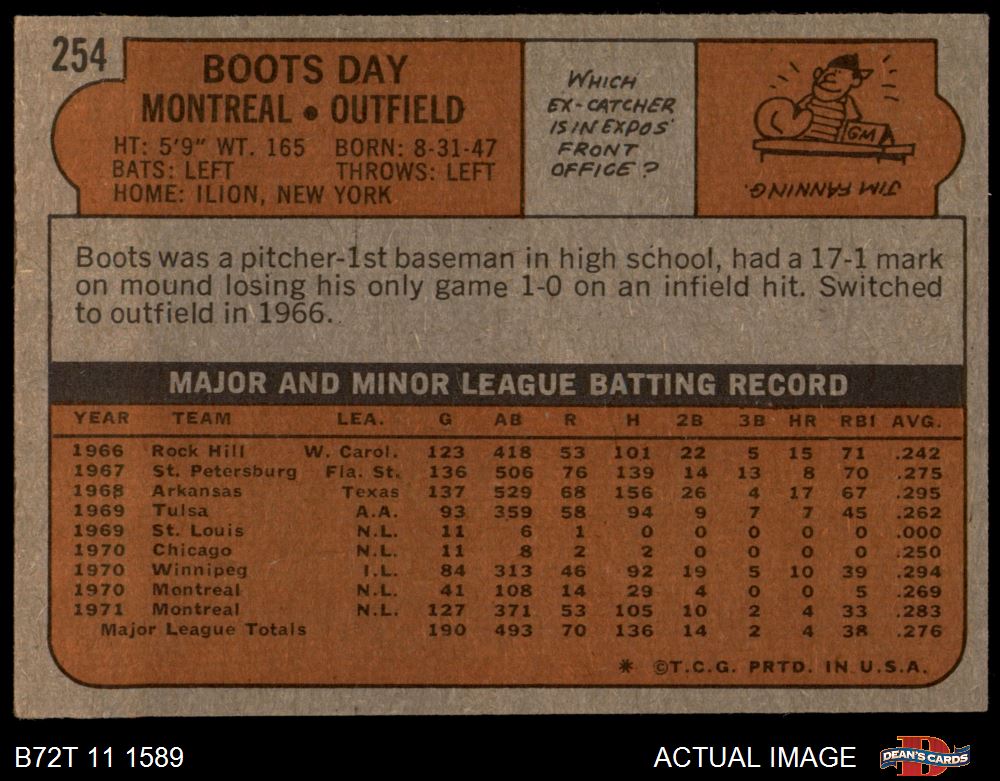 254
BOOTS DAY
MONTREAL • OUTFIELD
HT: 5'9" WT. 165 BORN: 8-31-47
BATS: LEFT THROWS: LEFT
HOME: ILION, NEW YORK
WHICH
EX-CATCHER
IS IN EXPOS'
FRONT
OFFICE?
GM
JIM FANNING.
Boots was a pitcher-1st baseman in high school, had a 17-1 mark
on mound losing his only game 1-0 on an infield hit. Switched
to outfield in 1966.
MAJOR AND MINOR LEAGUE BATTING RECORD
YEAR TEAM LEA. G AB R H 2B 3B HR RBI AVG.
1966 Rock Hill W. Carol. 123 418 53 101 22 5 15 71 .242
1967 St. Petersburg Fla. St. 136 506 76 139 14 13 8 70 .275
1968 Arkansas Texas 137 529 68 156 26 4 17 67 .295
1969 Tulsa A.A. 93 359 58 94 9 7 7 45 .262
1969 St. Louis N.L. 11 6 1 0 0 0 0 0 .000
1970 Chicago N.L. 11 8 2 2 0 0 0 0 .250
1970 Winnipeg I.L. 84 313 46 92 19 5 10 39 .294
1970 Montreal N.L. 41 108 14 29 4 0 0 5 .269
1971 Montreal N.L. 127 371 53 105 10 2 4 33 .283
Major League Totals 190 493 70 136 14 2 4 38 .276
* ©T.C.G. PRTD. IN U.S.A.
B72T 11 1589 ACTUAL IMAGE
DEAN'S CARDS